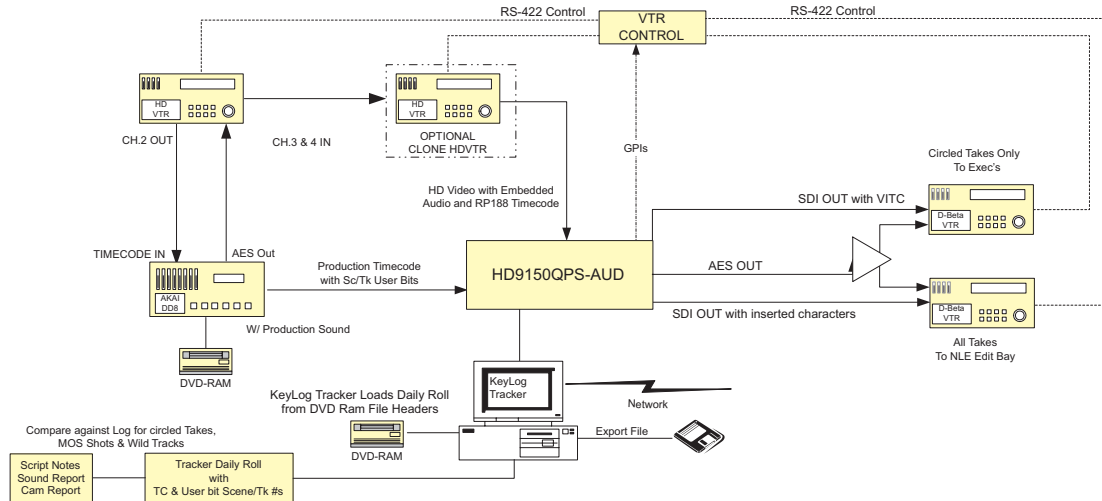 RS-422 Control
VTR
CONTROL
RS-422 Control
HD
VTR
HD
VTR
OPTIONAL
CLONE HDVTR
CH.2 OUT
CH.3 & 4 IN
GPIs
Circled Takes Only
To Exec's
HD Video with Embedded
Audio and RP188 Timecode
SDI OUT with VITC
D-Beta
VTR
TIMECODE IN
AES Out
Production Timecode
with Sc/Tk User Bits
HD9150QPS-AUD
AES OUT
AKAI
DD8
W/ Production Sound
SDI OUT with inserted characters
D-Beta
VTR
All Takes
To NLE Edit Bay
DVD-RAM
KeyLog
Tracker
KeyLog Tracker Loads Daily Roll
from DVD Ram File Headers
Network
Export File
DVD-RAM
Compare against Log for circled Takes,
MOS Shots & Wild Tracks
Script Notes
Sound Report
Cam Report
Tracker Daily Roll
with
TC & User bit Scene/Tk #s